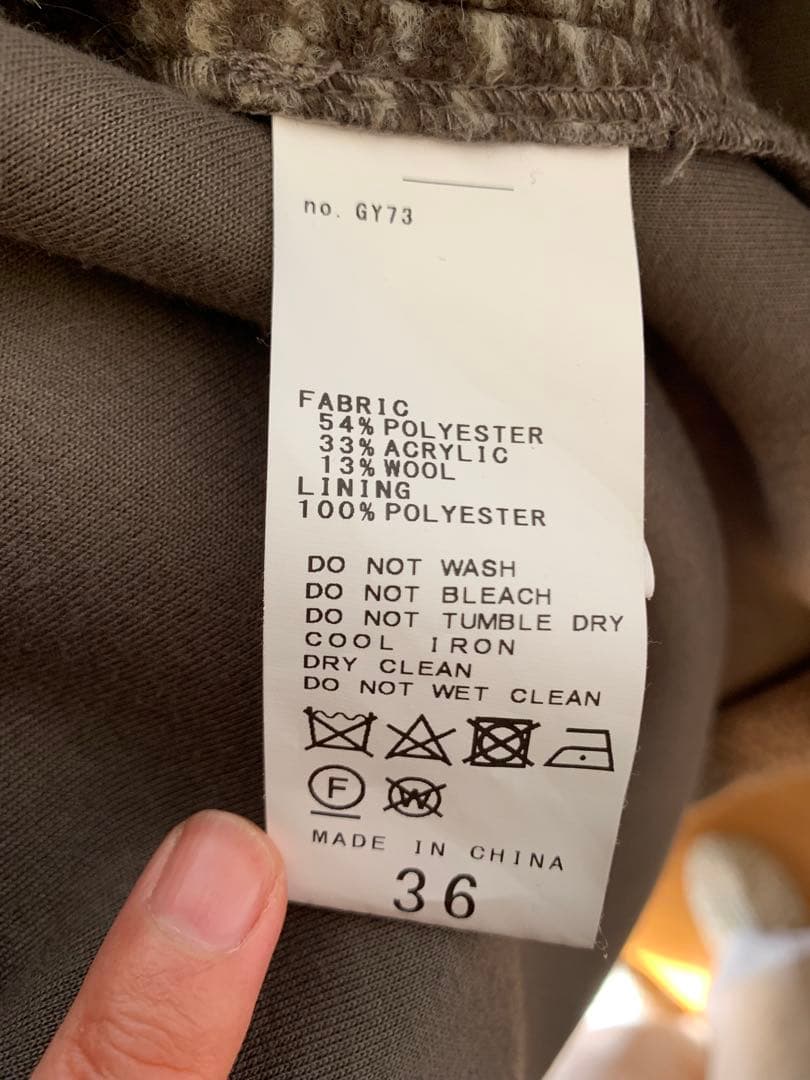 no. GY73
FABRIC
54% POLYESTER
33% ACRYLIC
13% WOOL
LINING
100% POLYESTER
DO NOT WASH
DO NOT BLEACH
DO NOT TUMBLE DRY
COOL IRON
DRY CLEAN
DO NOT WET CLEAN
F W
MADE IN CHINA
36